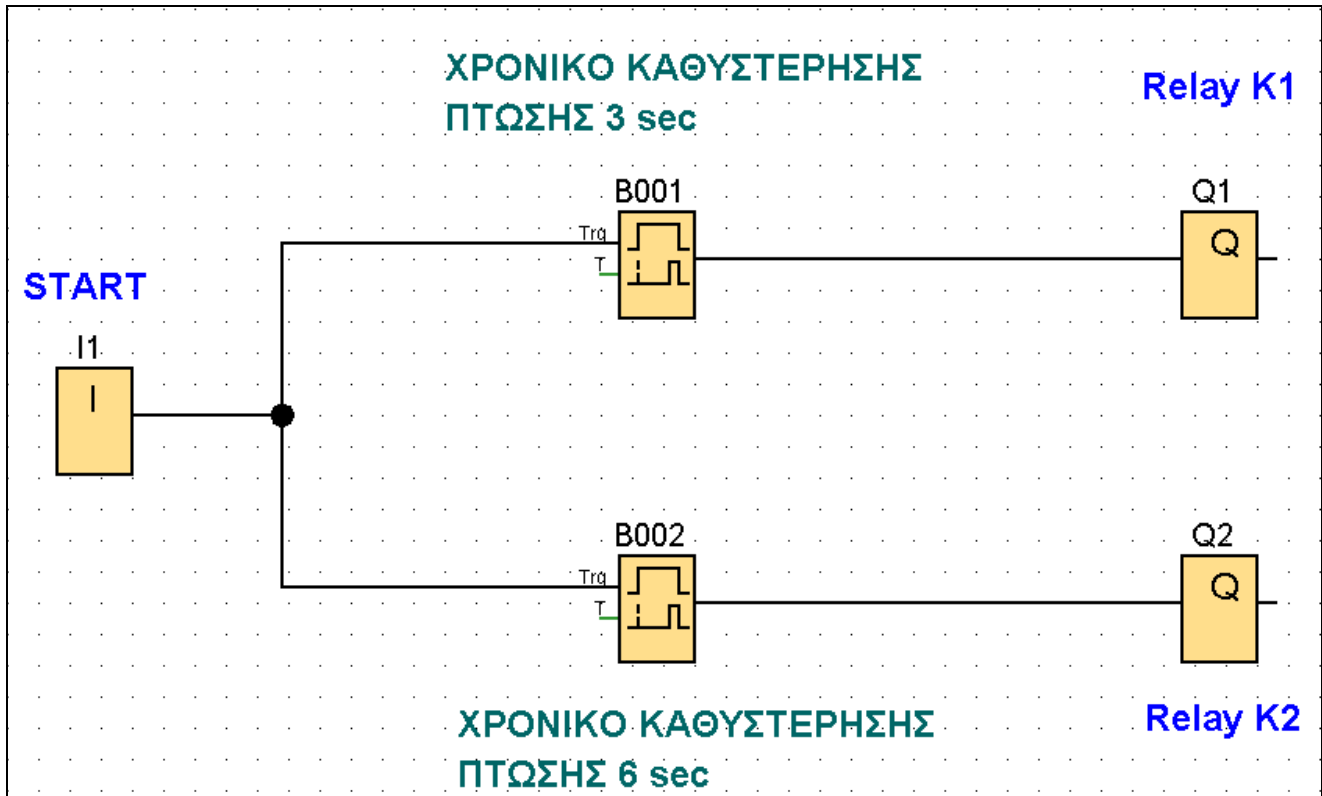 ΧΡΟΝΙΚΟ ΚΑΘΥΣΤΕΡΗΣΗΣ
ΠΤΩΣΗΣ 3 sec
Relay K1
B001
Q1
Trg
T
Q
START
I1
I
B002
Q2
Trg
T
Q
ΧΡΟΝΙΚΟ ΚΑΘΥΣΤΕΡΗΣΗΣ
ΠΤΩΣΗΣ 6 sec
Relay K2